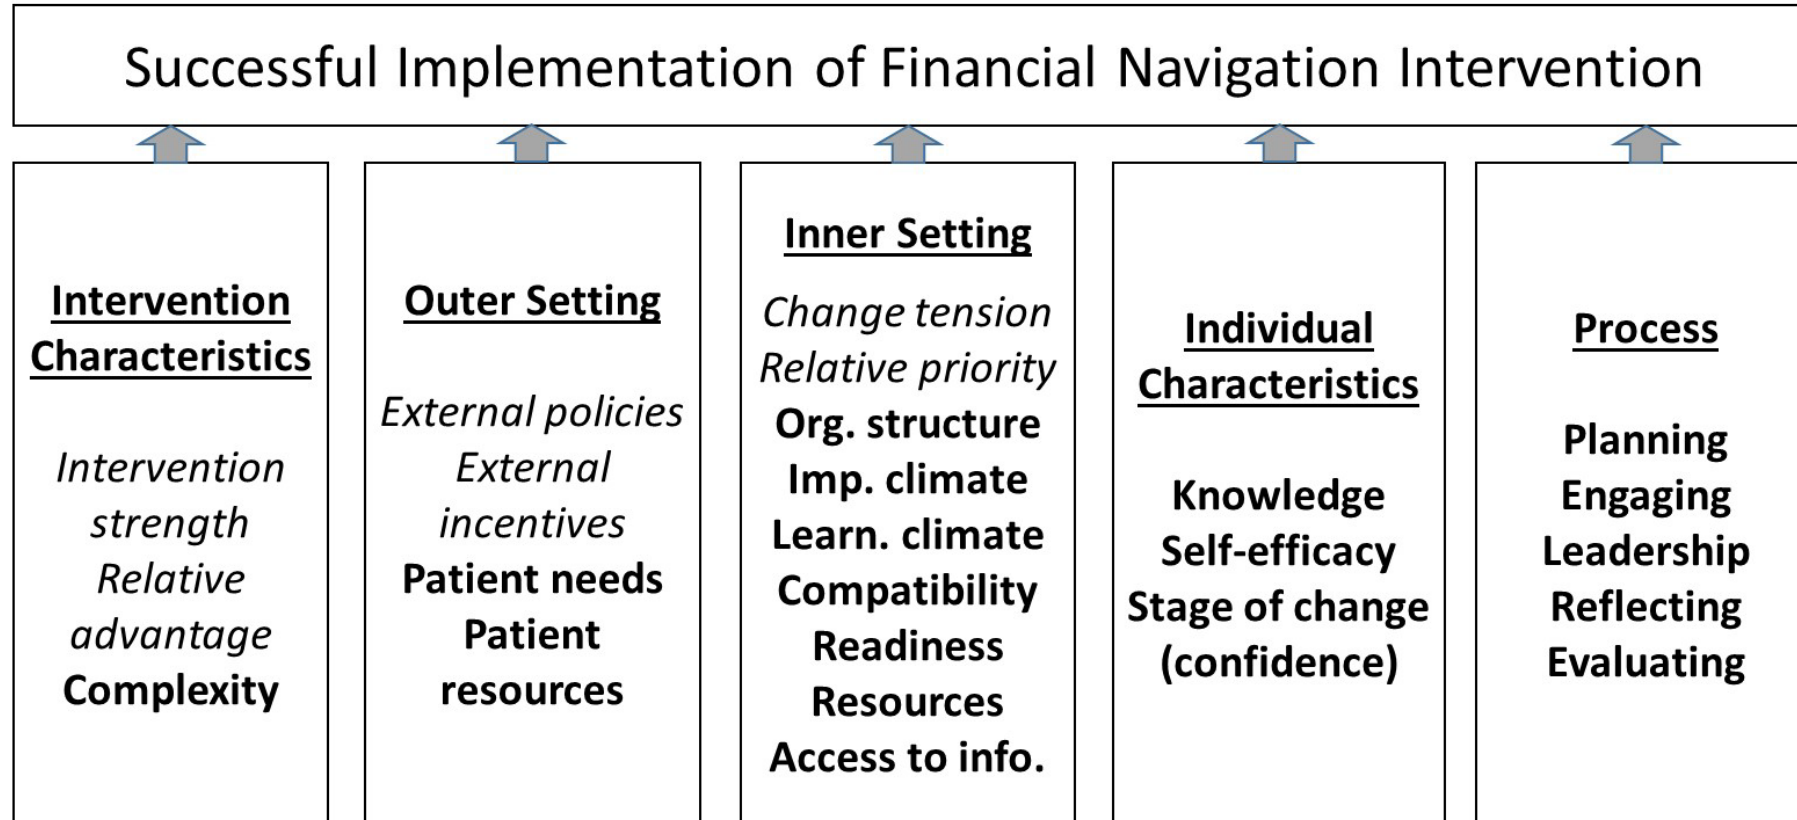 Successful Implementation of Financial Navigation Intervention
Intervention
Characteristics
Intervention
strength
Relative
advantage
Complexity
Outer Setting
External policies
External
incentives
Patient needs
Patient
resources
Inner Setting
Change tension
Relative priority
Org. structure
Imp. climate
Learn. climate
Compatibility
Readiness
Resources
Access to info.
Individual
Characteristics
Knowledge
Self-efficacy
Stage of change
(confidence)
Process
Planning
Engaging
Leadership
Reflecting
Evaluating